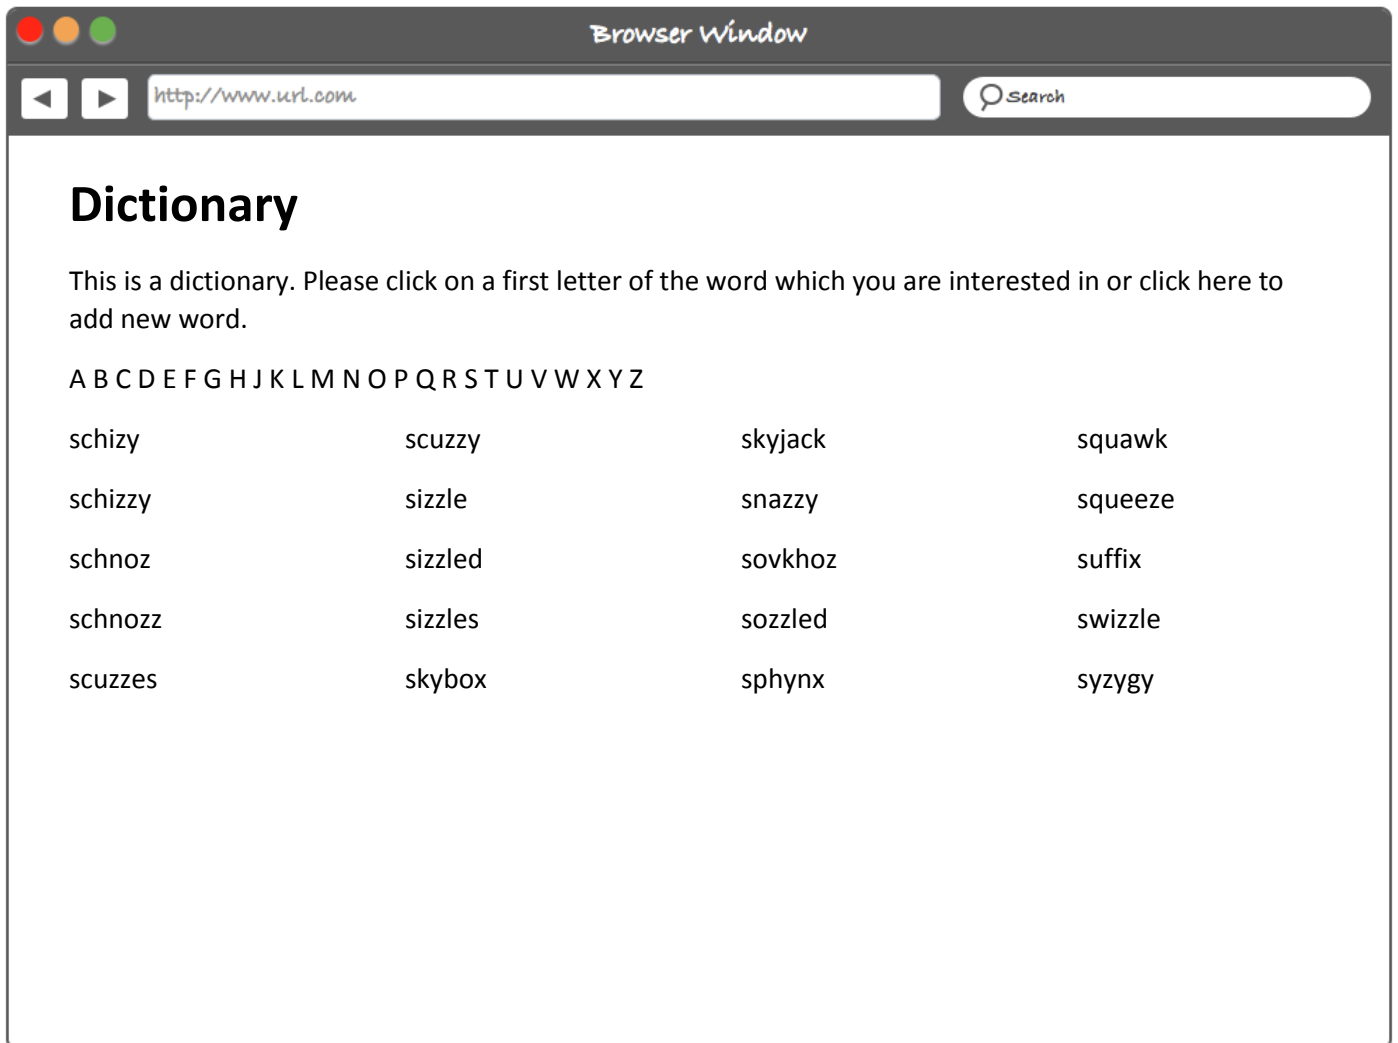 Browser Window
http://www.url.com
Search
Dictionary
This is a dictionary. Please click on a first letter of the word which you are interested in or click here to
add new word.
A B C D E F G H J K L M N O P Q R S T U V W X Y Z
schizy scuzzy skyjack squawk
schizzy sizzle snazzy squeeze
schnoz sizzled sovkhoz suffix
schnozz sizzles sozzled swizzle
scuzzes skybox sphynx syzygy